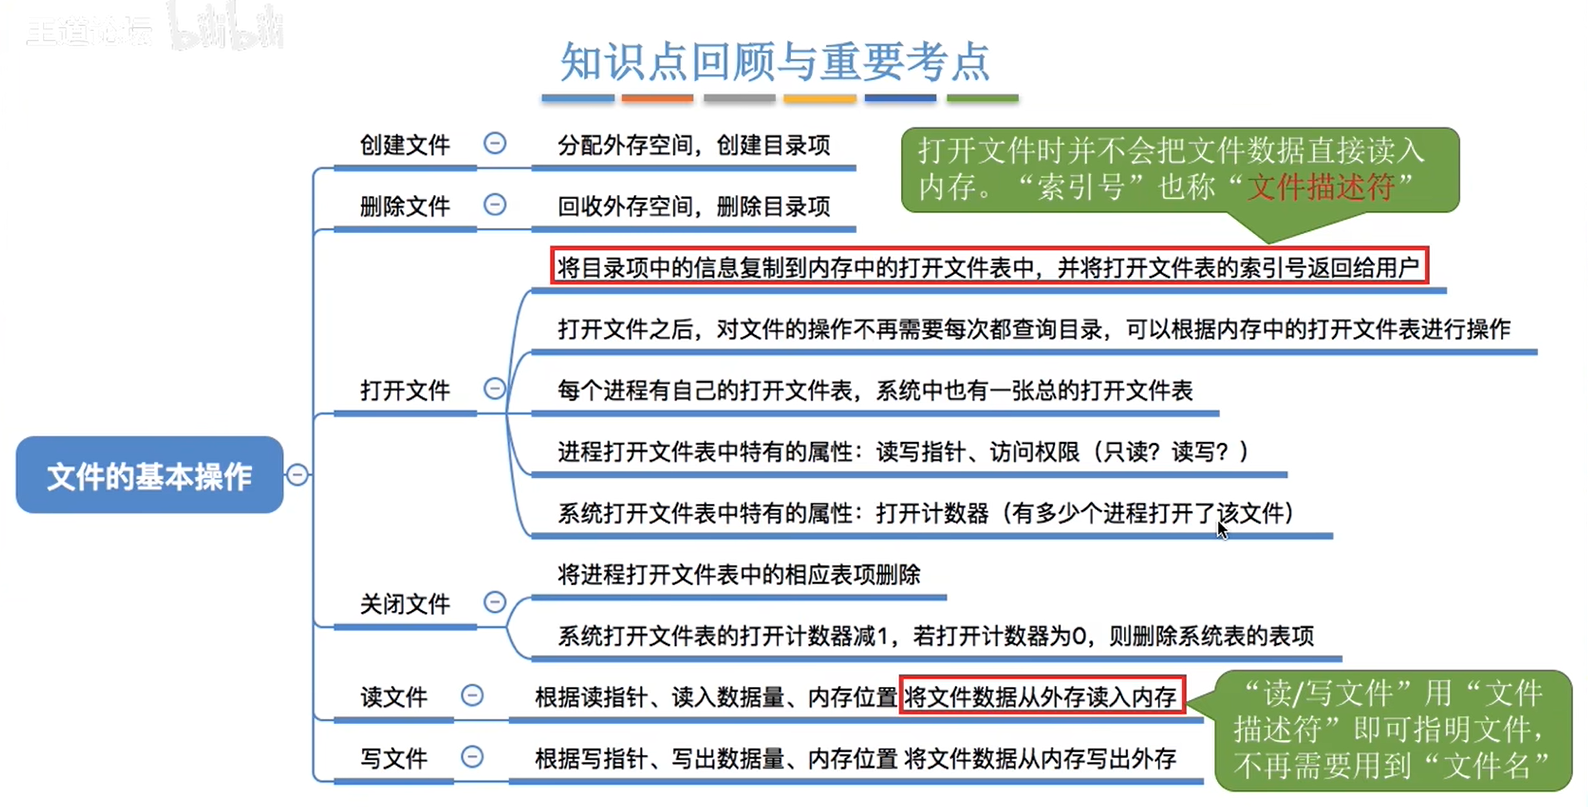 王道论坛 bilibili
知识点回顾与重要考点
创建文件
分配外存空间，创建目录项
打开文件时并不会把文件数据直接读入
内存。“索引号”也称“文件描述符”
删除文件
回收外存空间，删除目录项
将目录项中的信息复制到内存中的打开文件表中，并将打开文件表的索引号返回给用户
打开文件之后，对文件的操作不再需要每次都查询目录，可以根据内存中的打开文件表进行操作
打开文件
每个进程有自己的打开文件表，系统中也有一张总的打开文件表
进程打开文件表中特有的属性：读写指针、访问权限（只读？读写？）
文件的基本操作
系统打开文件表中特有的属性：打开计数器（有多少个进程打开了该文件）
将进程打开文件表中的相应表项删除
关闭文件
系统打开文件表的打开计数器减1，若打开计数器为0，则删除系统表的表项
读文件
根据读指针、读入数据量、内存位置将文件数据从外存读入内存
“读/写文件”用“文件
描述符”即可指明文件，
不再需要用到“文件名”
写文件
根据写指针、写出数据量、内存位置 将文件数据从内存写出外存